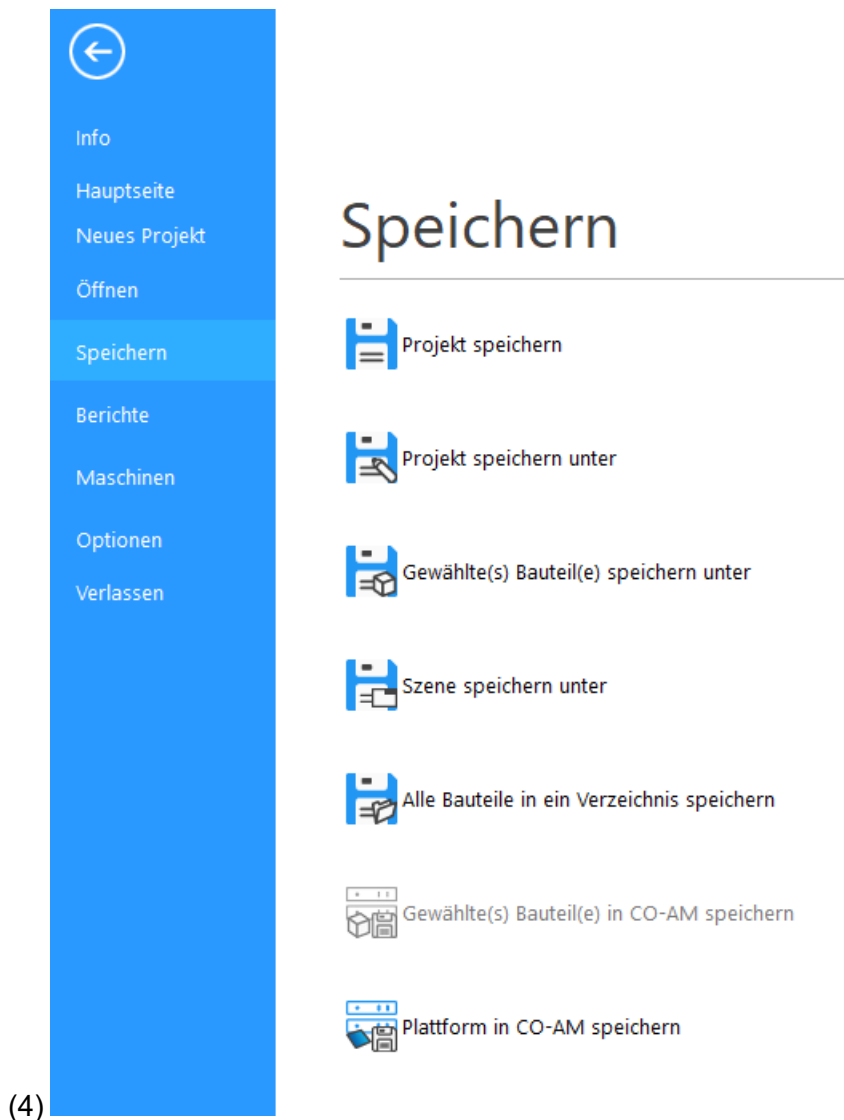 Info
Hauptseite
Neues Projekt
Öffnen
Speichern
Berichte
Maschinen
Optionen
Verlassen
Speichern
Projekt speichern
Projekt speichern unter
Gewählte(s) Bauteil(e) speichern unter
Szene speichern unter
Alle Bauteile in ein Verzeichnis speichern
Gewählte(s) Bauteil(e) in CO-AM speichern
Plattform in CO-AM speichern
(4)